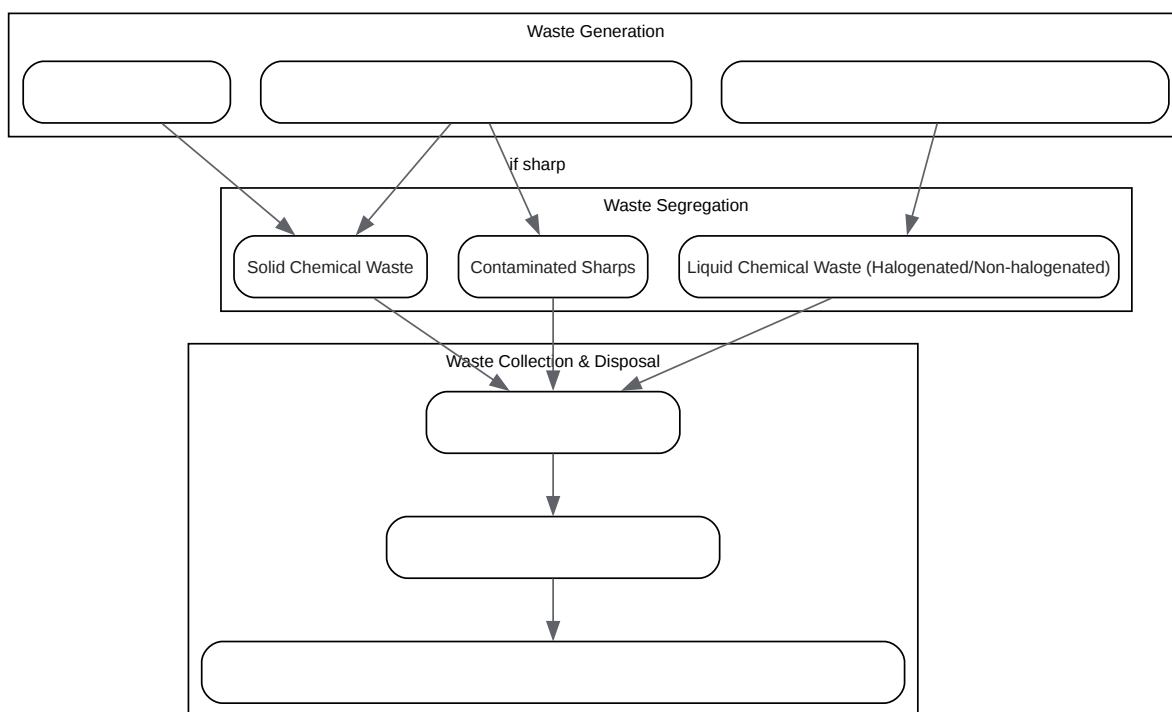 Waste Generation
if sharp
Waste Segregation
Solid Chemical Waste
Contaminated Sharps
Liquid Chemical Waste (Halogenated/Non-halogenated)
Waste Collection & Disposal